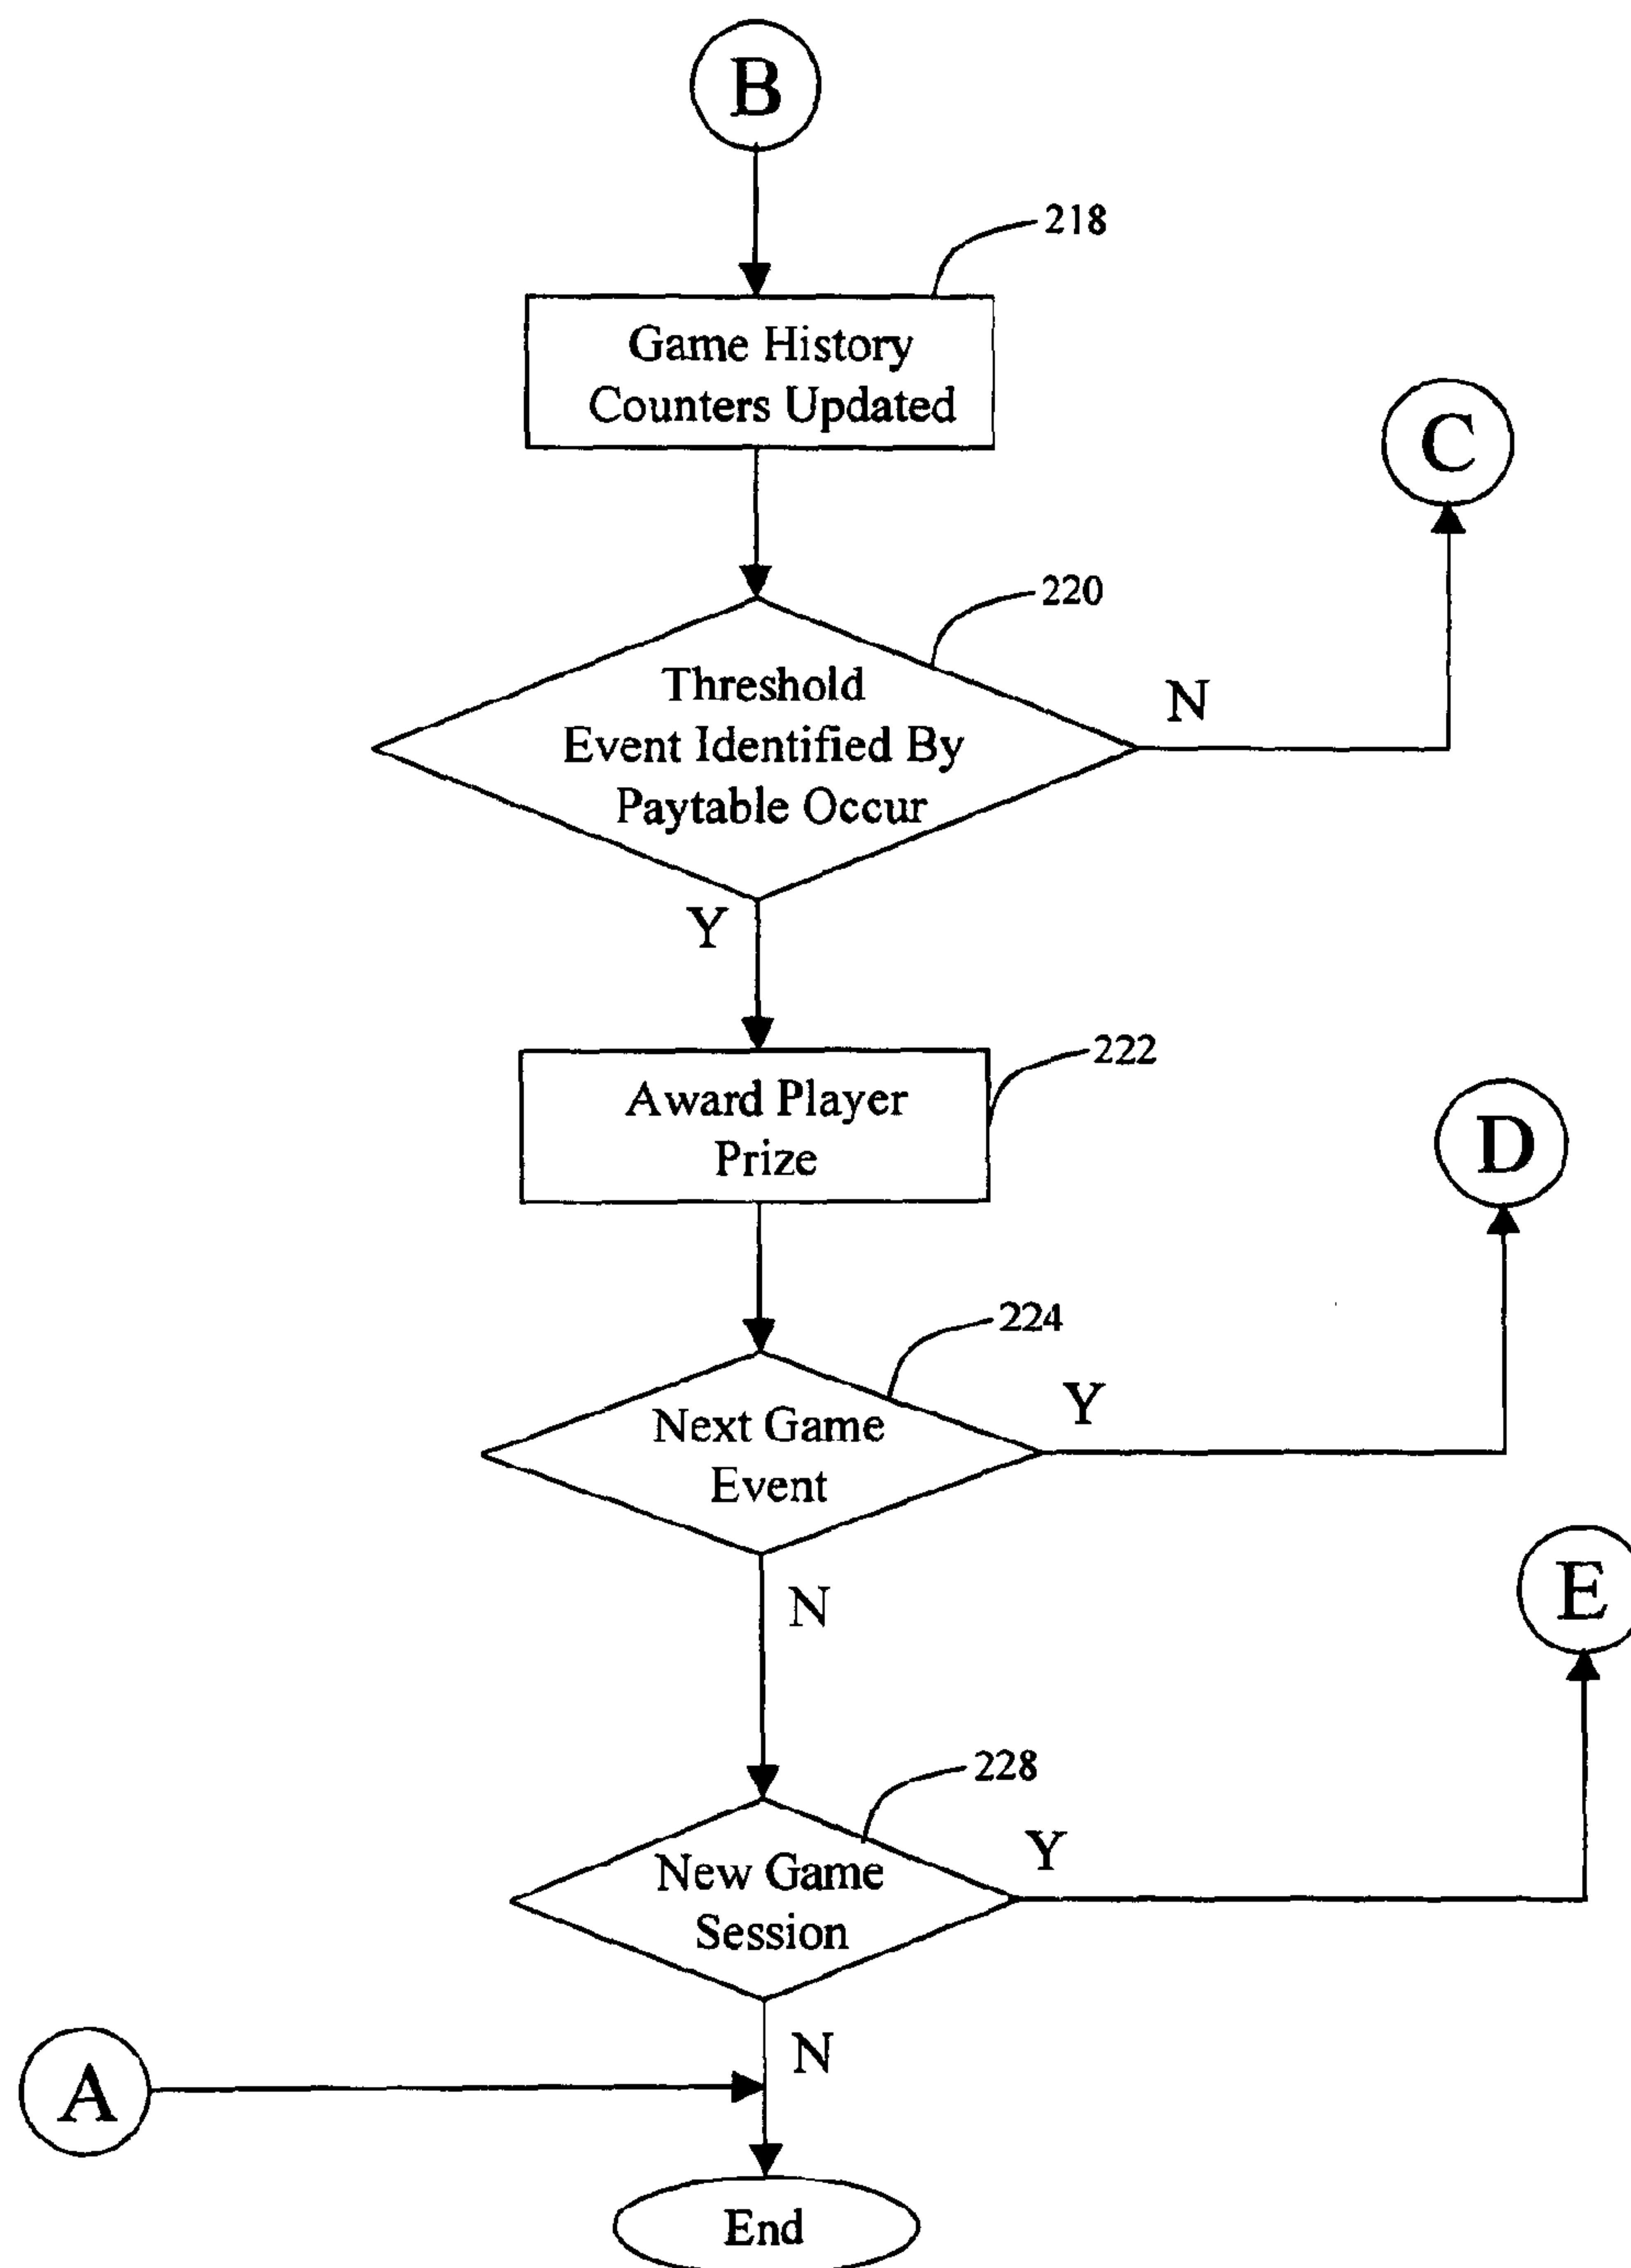 B
218
Game History
Counters Updated
C
220
Threshold
Event Identified By
Paytable Occur
N
Y
222
Award Player
Prize
D
224
Next Game
Event
Y
N
E
228
New Game
Session
Y
N
A
End